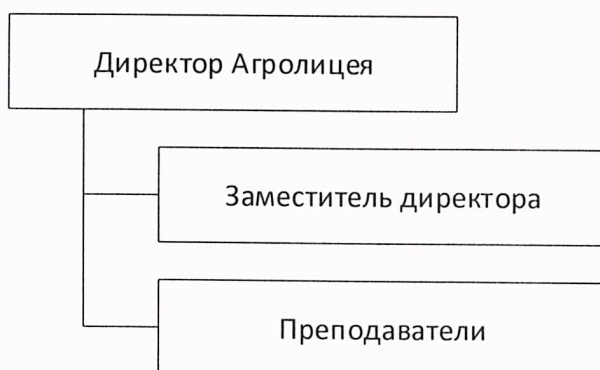 Директор Агролицея
Заместитель директора
Преподаватели